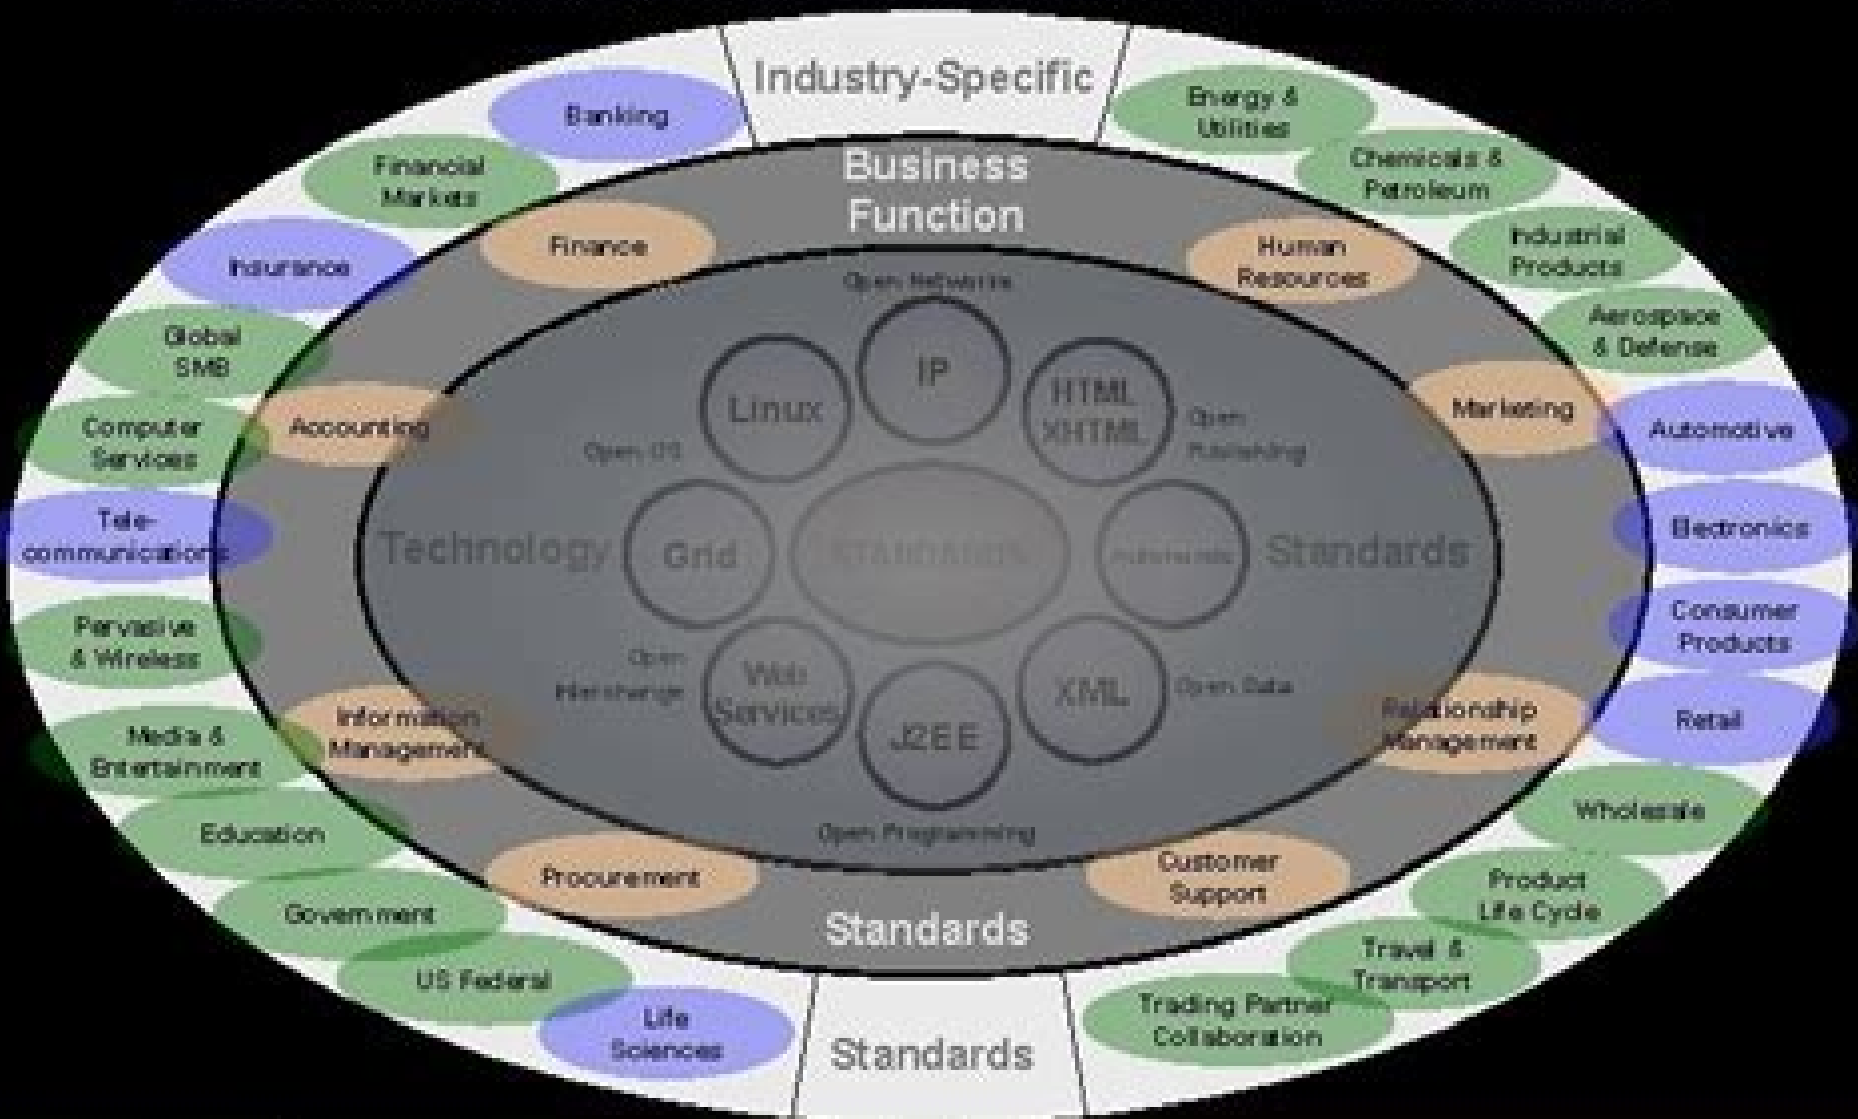 Industry-Specific
Banking
Energy &
Utilities
Financial
Markets
Chemicals &
Petroleum
Business
Function
Insurance
Finance
Human
Resources
Industrial
Products
Open Networks
Global
SMB
Aerospace
& Defense
IP
Linux
HTML
XHTML
Computer
Services
Accounting
Open OS
Open
Publishing
Marketing
Automotive
Tele-
communications
Technology
Grid
STANDARDS
Autonomic
Standards
Electronics
Pervasive
& Wireless
Open
Interchange
Web
Services
J2EE
XML
Open Data
Consumer
Products
Information
Management
Relationship
Management
Retail
Media &
Entertainment
Open Programming
Wholesale
Education
Procurement
Customer
Support
Product
Life Cycle
Government
Standards
Travel &
Transport
US Federal
Trading Partner
Collaboration
Life
Sciences
Standards